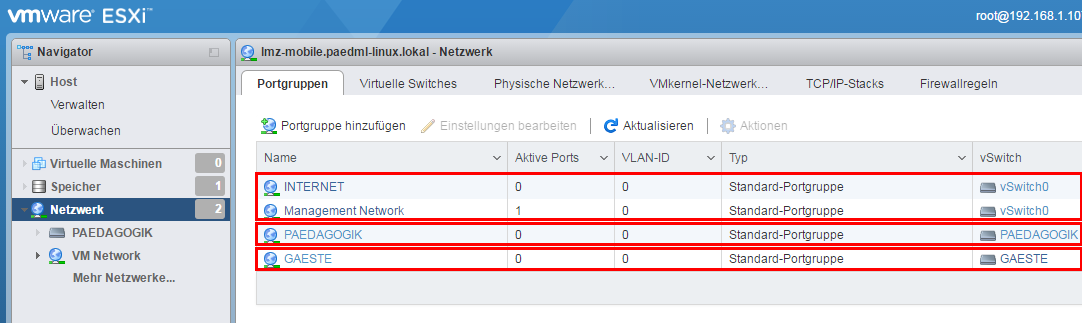 vmware ESXi™
root@192.168.1.10
Navigator
lmz-mobile.paedml-linux.lokal - Netzwerk
Host
Verwalten
Überwachen
Virtuelle Maschinen 0
Speicher 1
Netzwerk 2
PAEDAGOGIK
VM Network
Mehr Netzwerke...
Portgruppen Virtuelle Switches Physische Netzwerk... VMkernel-Netzwerk... TCP/IP-Stacks Firewallregeln
Portgruppe hinzufügen Einstellungen bearbeiten Aktualisieren Aktionen
Name Aktive Ports VLAN-ID Typ vSwitch
INTERNET 0 0 Standard-Portgruppe vSwitch0
Management Network 1 0 Standard-Portgruppe vSwitch0
PAEDAGOGIK 0 0 Standard-Portgruppe PAEDAGOGIK
GAESTE 0 0 Standard-Portgruppe GAESTE